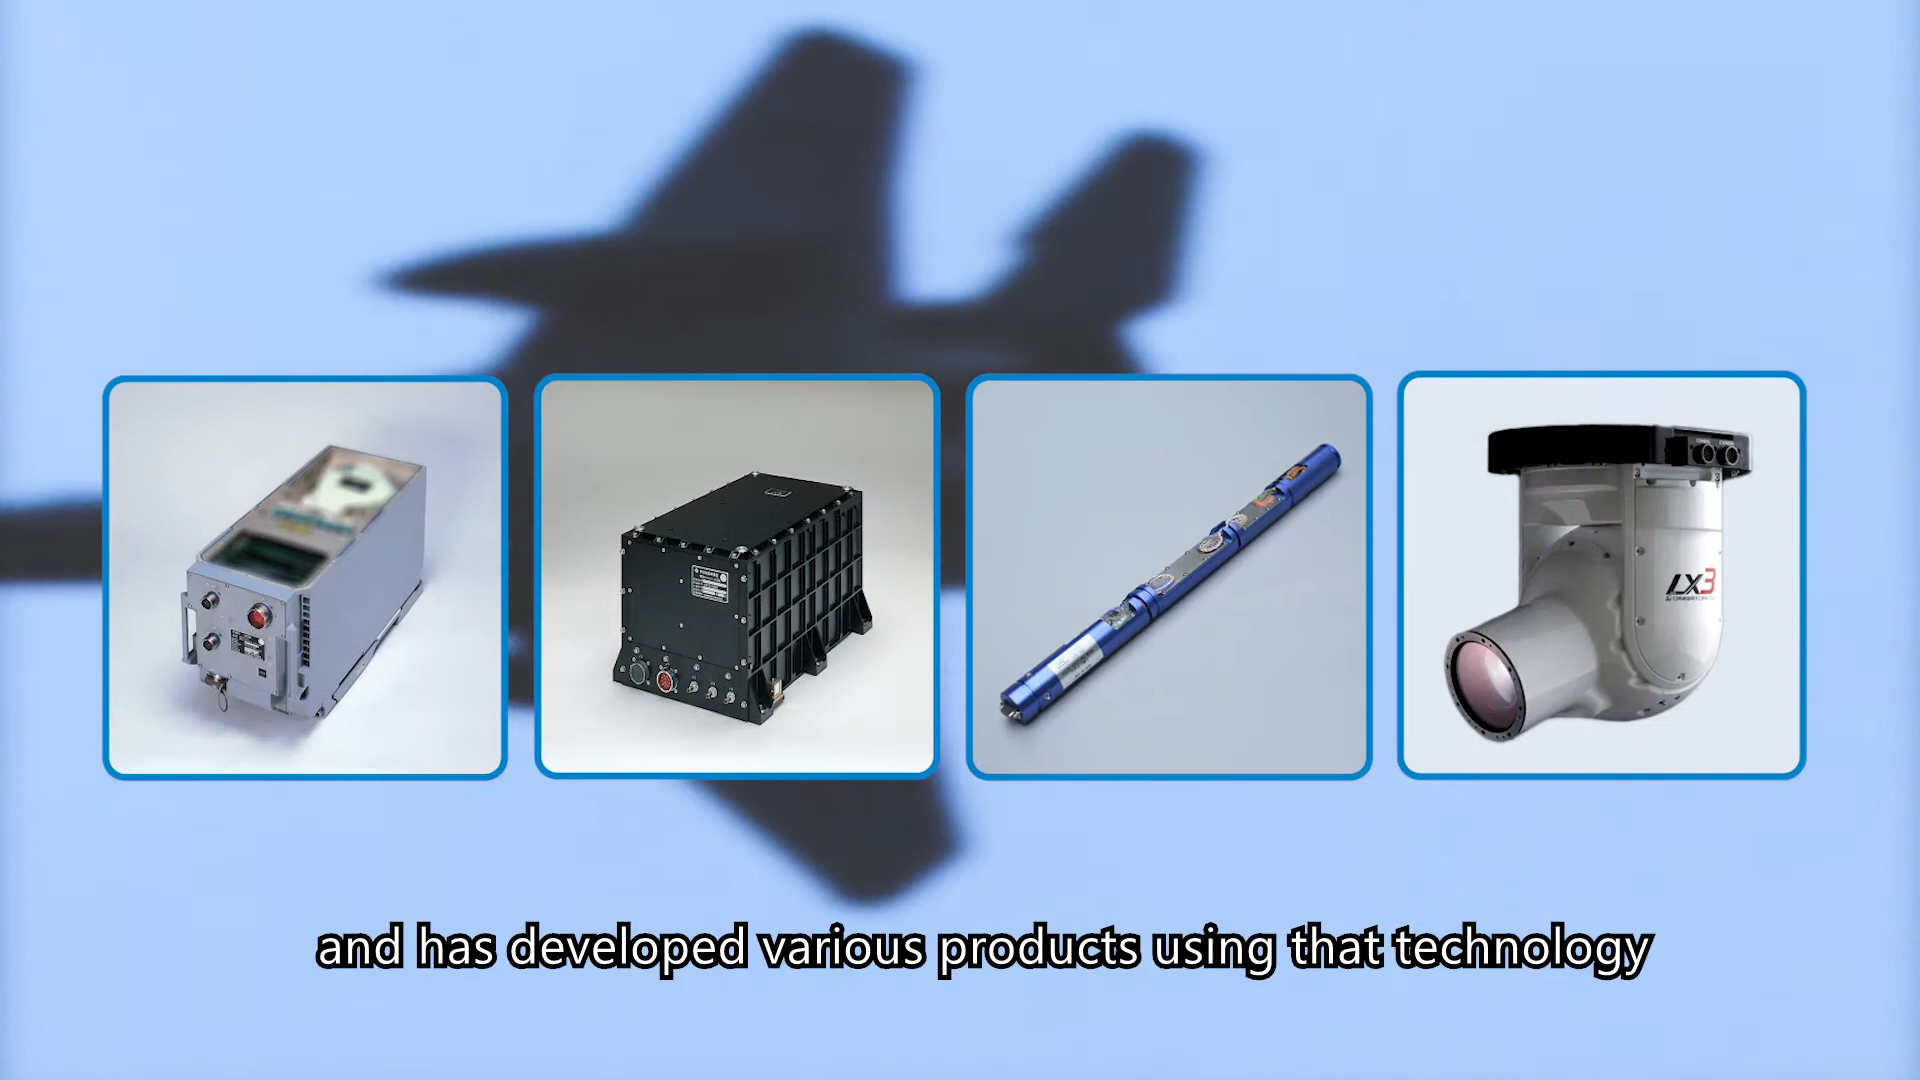 LX3
and has developed various products using that technology